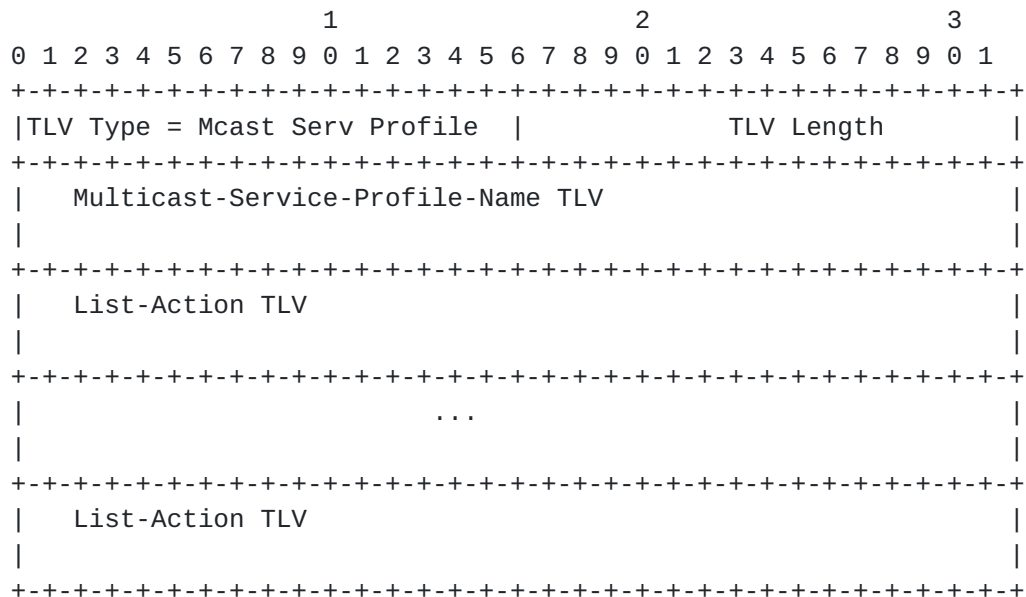 1                   2                   3
0 1 2 3 4 5 6 7 8 9 0 1 2 3 4 5 6 7 8 9 0 1 2 3 4 5 6 7 8 9 0 1
+-+-+-+-+-+-+-+-+-+-+-+-+-+-+-+-+-+-+-+-+-+-+-+-+-+-+-+-+-+-+-+-+
|TLV Type = Mcast Serv Profile  |             TLV Length        |
+-+-+-+-+-+-+-+-+-+-+-+-+-+-+-+-+-+-+-+-+-+-+-+-+-+-+-+-+-+-+-+-+
|   Multicast-Service-Profile-Name TLV                          |
|                                                               |
+-+-+-+-+-+-+-+-+-+-+-+-+-+-+-+-+-+-+-+-+-+-+-+-+-+-+-+-+-+-+-+-+
|   List-Action TLV                                             |
|                                                               |
+-+-+-+-+-+-+-+-+-+-+-+-+-+-+-+-+-+-+-+-+-+-+-+-+-+-+-+-+-+-+-+-+
|                          ...                                  |
|                                                               |
+-+-+-+-+-+-+-+-+-+-+-+-+-+-+-+-+-+-+-+-+-+-+-+-+-+-+-+-+-+-+-+-+
|   List-Action TLV                                             |
|                                                               |
+-+-+-+-+-+-+-+-+-+-+-+-+-+-+-+-+-+-+-+-+-+-+-+-+-+-+-+-+-+-+-+-+